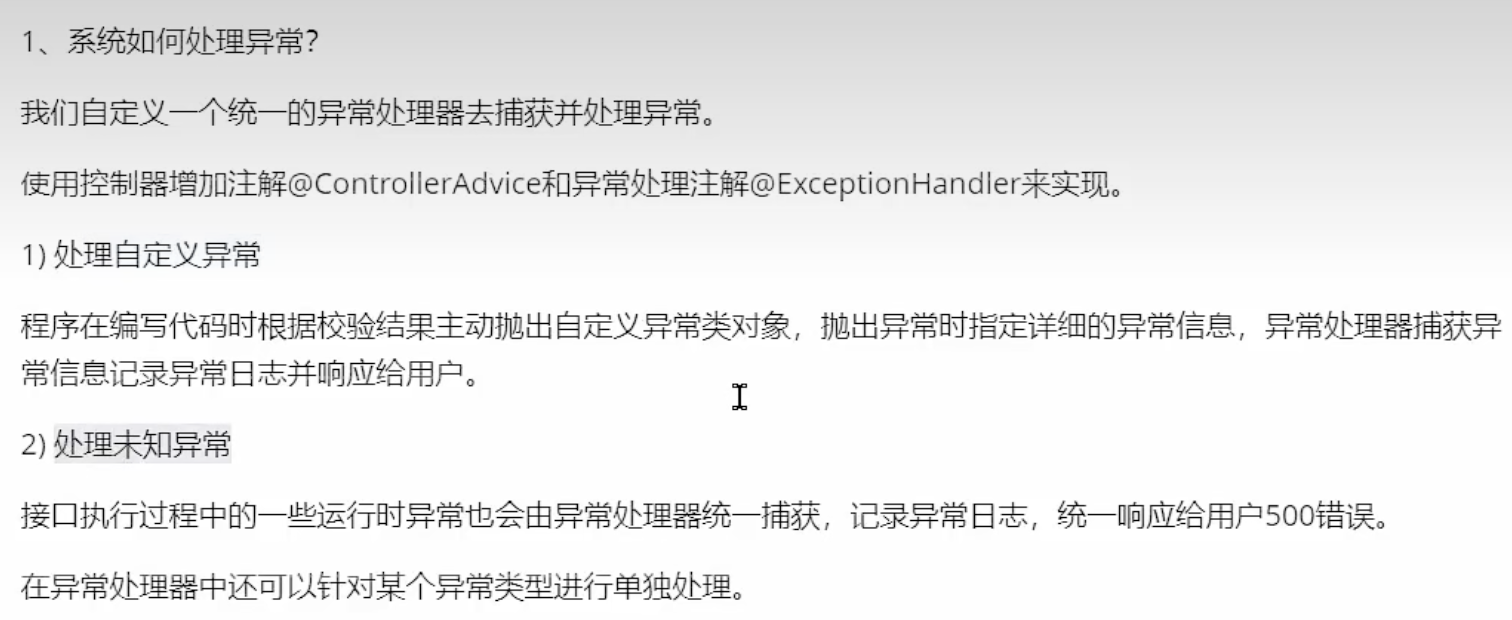 1、系统如何处理异常？
我们自定义一个统一的异常处理器去捕获并处理异常。
使用控制器增加注解@ControllerAdvice和异常处理注解@ExceptionHandler来实现。
1) 处理自定义异常
程序在编写代码时根据校验结果主动抛出自定义异常类对象，抛出异常时指定详细的异常信息，异常处理器捕获异
常信息记录异常日志并响应给用户。
2) 处理未知异常
接口执行过程中的一些运行时异常也会由异常处理器统一捕获，记录异常日志，统一响应给用户500错误。
在异常处理器中还可以针对某个异常类型进行单独处理。